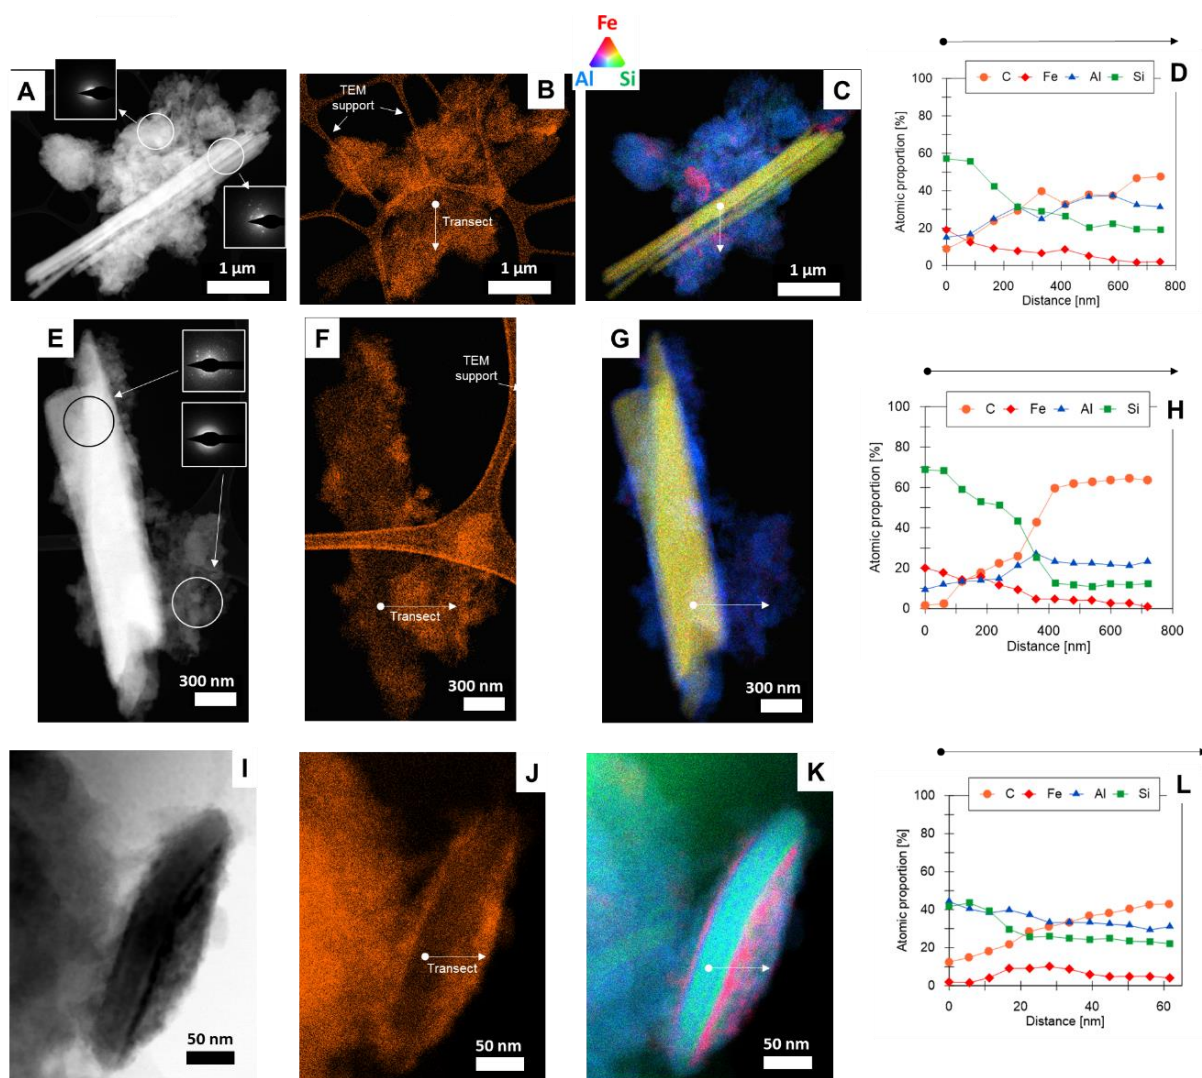 Fe
Al Si
A
1 µm
B
TEM
support
Transect
1 µm
C
1 µm
D
C Fe Al Si
Atomic proportion [%]
100
80
60
40
20
0
0 200 400 600 800
Distance [nm]
E
300 nm
F
TEM
support
Transect
300 nm
G
300 nm
H
C Fe Al Si
Atomic proportion [%]
100
80
60
40
20
0
0 200 400 600 800
Distance [nm]
I
50 nm
J
Transect
50 nm
K
50 nm
L
C Fe Al Si
Atomic proportion [%]
100
80
60
40
20
0
0 20 40 60
Distance [nm]